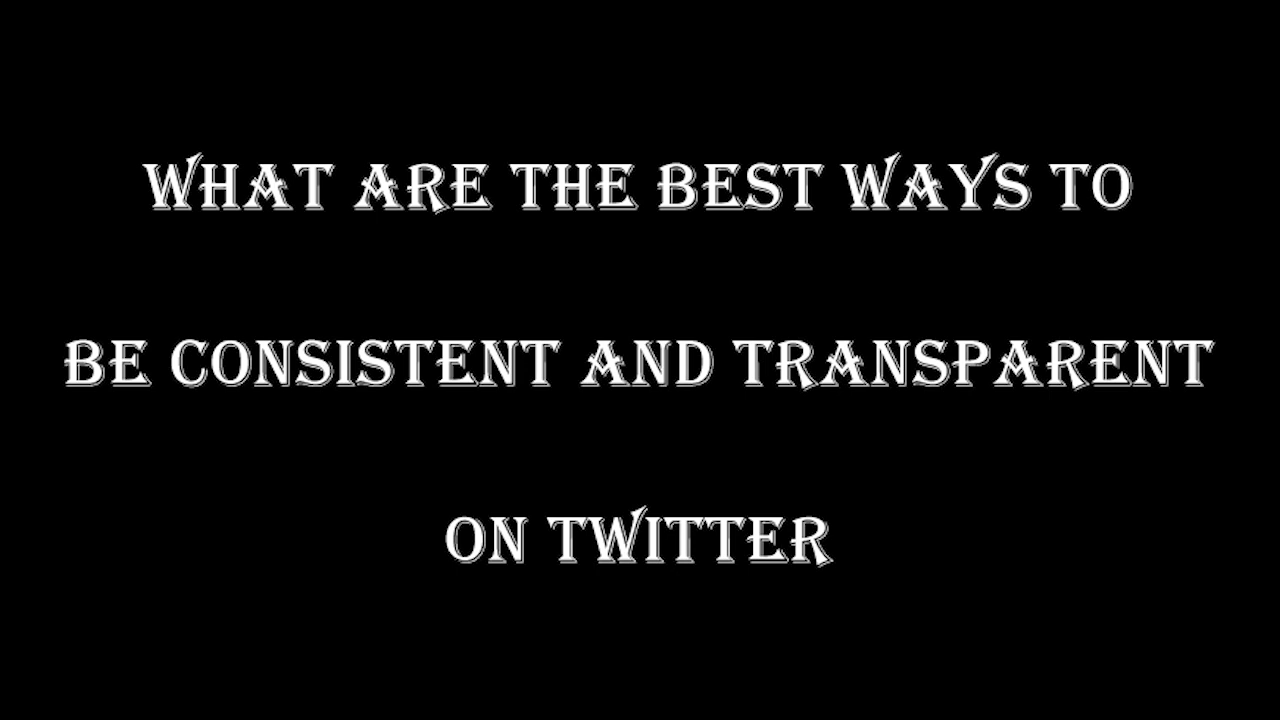 WHAT ARE THE BEST WAYS TO
BE CONSISTENT AND TRANSPARENT
ON TWITTER